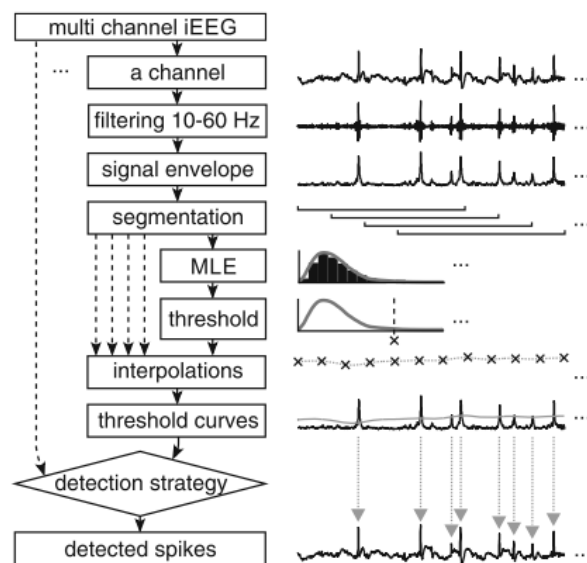 multi channel iEEG
...
a channel
...
filtering 10-60 Hz
...
signal envelope
...
segmentation
...
MLE
...
threshold
...
interpolations
...
threshold curves
...
detection strategy
detected spikes
...